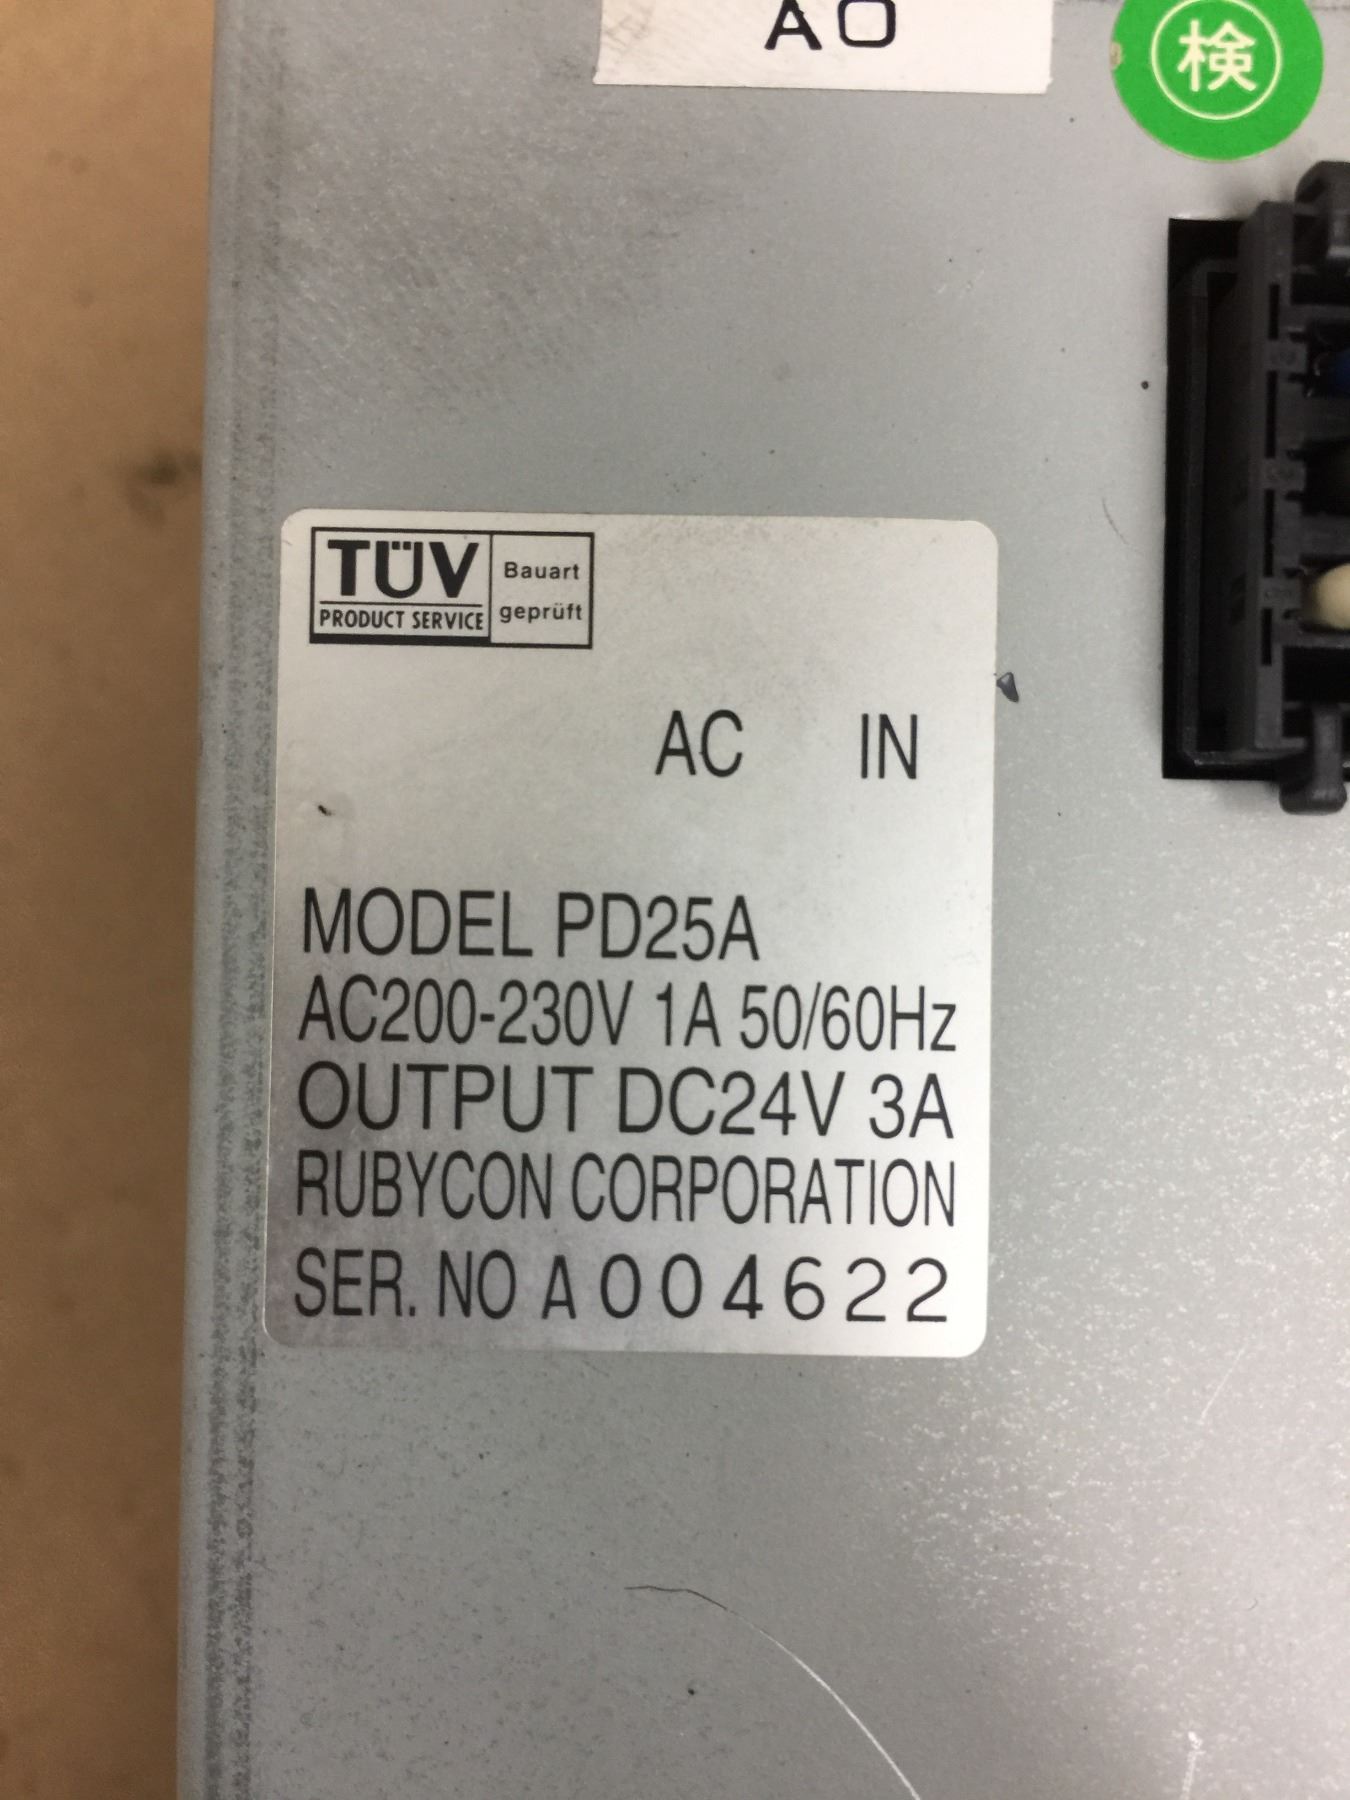 A0
検
TÜV
PRODUCT SERVICE
Bauart
geprüft
AC IN
MODEL PD25A
AC200-230V 1A 50/60Hz
OUTPUT DC24V 3A
RUBYCON CORPORATION
SER. NO A004622